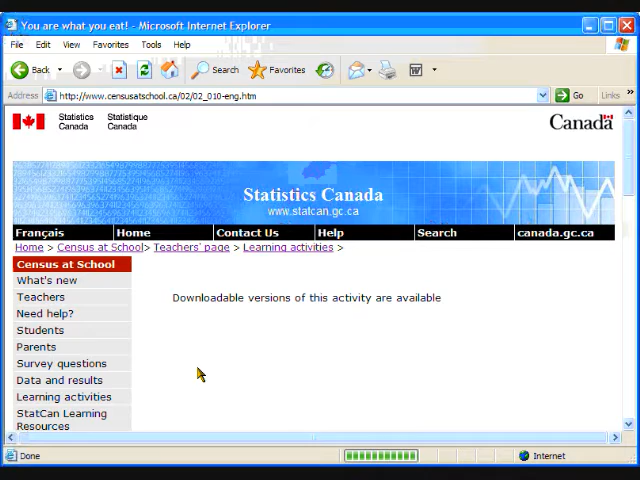 You are what you eat! - Microsoft Internet Explorer
File Edit View Favorites Tools Help
Back Search Favorites
Address http://www.censusatschool.ca/02/02_010-eng.htm Go Links »
Statistics Canada Statistique Canada Canada
Statistics Canada
www.statcan.gc.ca
Français Home Contact Us Help Search canada.gc.ca
Home > Census at School> Teachers' page > Learning activities >
Census at School
What's new
Teachers
Need help?
Students
Parents
Survey questions
Data and results
Learning activities
StatCan Learning
Resources
Downloadable versions of this activity are available
Done Internet